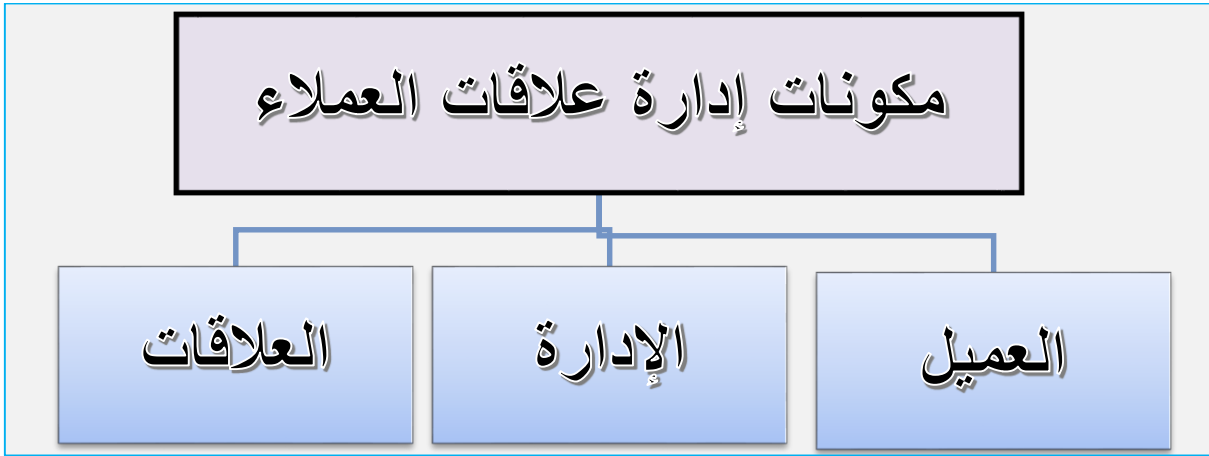 مكونات إدارة علاقات العملاء
العميل
الإدارة
العلاقات